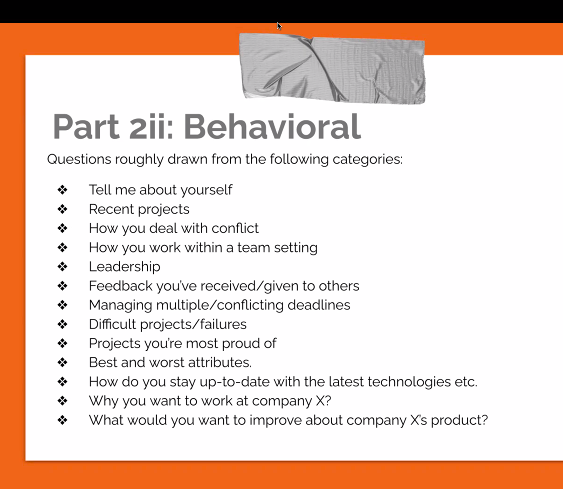 Part 2ii: Behavioral
Questions roughly drawn from the following categories:
❖ Tell me about yourself
❖ Recent projects
❖ How you deal with conflict
❖ How you work within a team setting
❖ Leadership
❖ Feedback you've received/given to others
❖ Managing multiple/conflicting deadlines
❖ Difficult projects/failures
❖ Projects you're most proud of
❖ Best and worst attributes.
❖ How do you stay up-to-date with the latest technologies etc.
❖ Why you want to work at company X?
❖ What would you want to improve about company X's product?